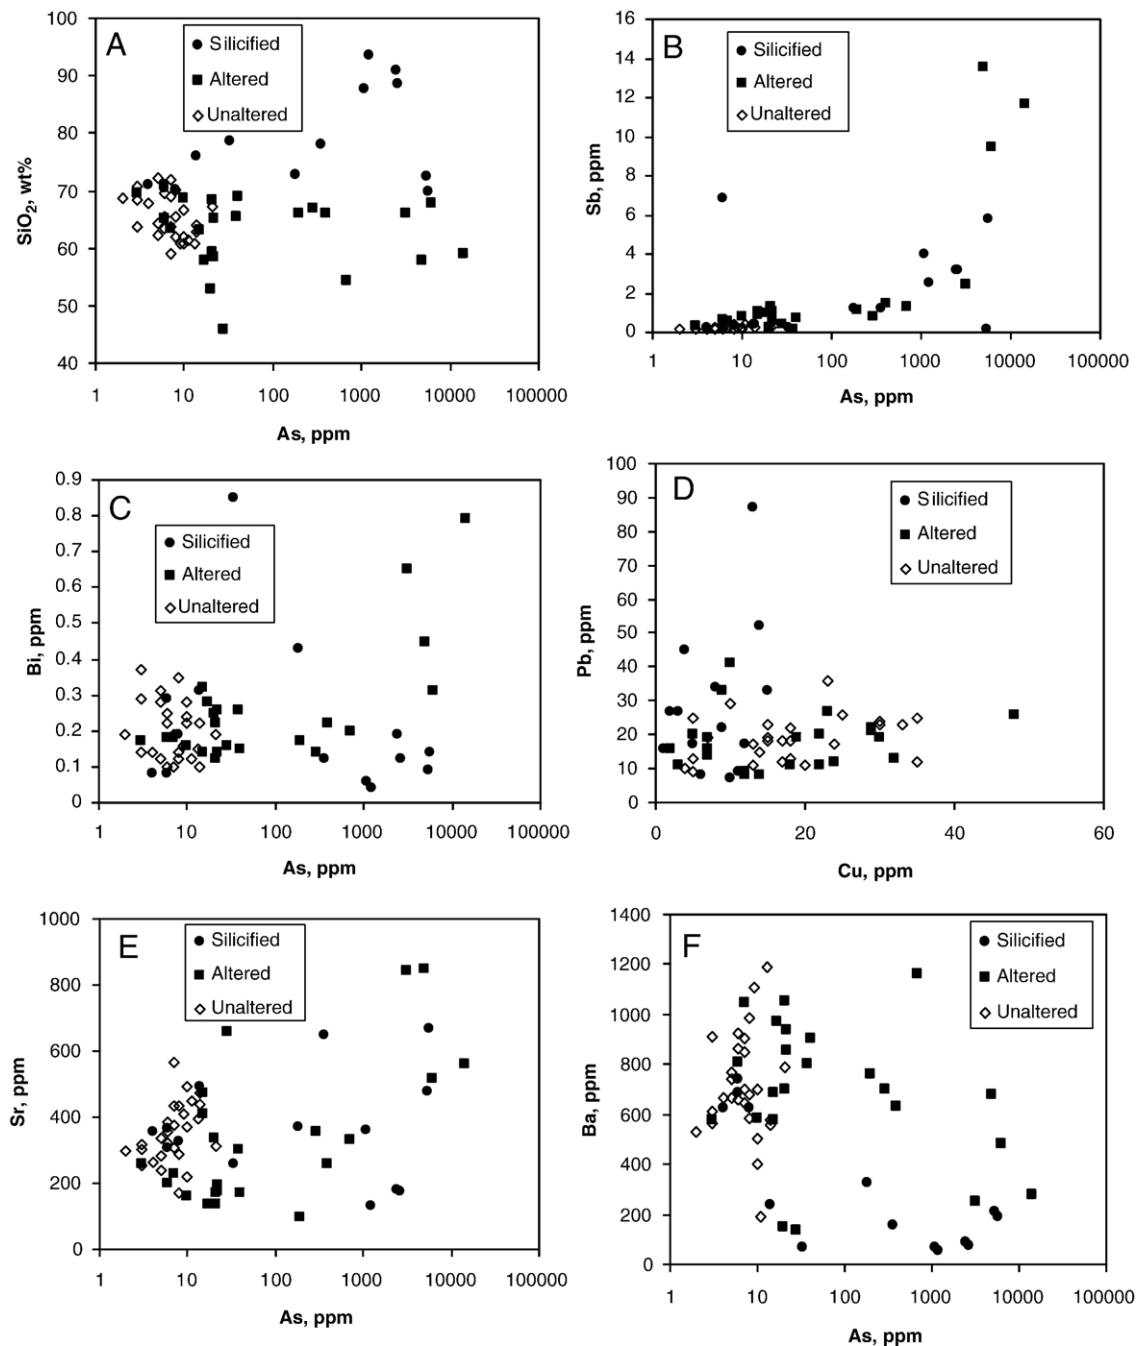 A
Silicified
Altered
Unaltered
100
90
80
70
60
50
40
SiO2, wt%
1
10
100
1000
10000
100000
As, ppm
B
Silicified
Altered
Unaltered
16
14
12
10
8
6
4
2
0
Sb, ppm
1
10
100
1000
10000
100000
As, ppm
C
Silicified
Altered
Unaltered
0.9
0.8
0.7
0.6
0.5
0.4
0.3
0.2
0.1
0
Bi, ppm
1
10
100
1000
10000
100000
As, ppm
D
Silicified
Altered
Unaltered
100
90
80
70
60
50
40
30
20
10
0
Pb, ppm
0
20
40
60
Cu, ppm
E
Silicified
Altered
Unaltered
1000
800
600
400
200
0
Sr, ppm
1
10
100
1000
10000
100000
As, ppm
F
Silicified
Altered
Unaltered
1400
1200
1000
800
600
400
200
0
Ba, ppm
1
10
100
1000
10000
100000
As, ppm